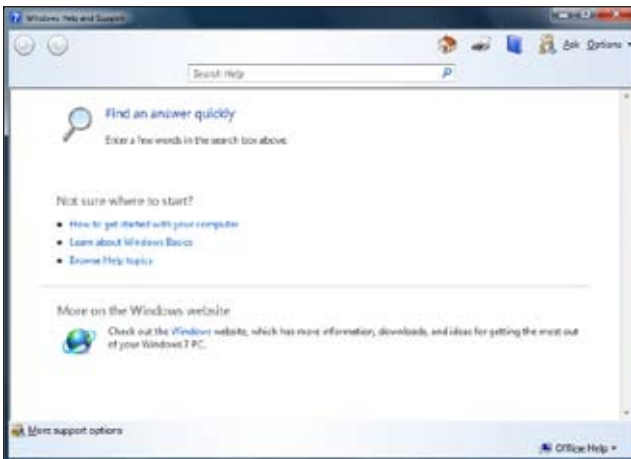 Windows Help and Support
Ask Options
Search Help
Find an answer quickly
Enter a few words in the search box above.
Not sure where to start?
How to get started with your computer
Learn about Windows Basics
Browse Help topics
More on the Windows website
Check out the Windows website, which has more information, downloads, and ideas for getting the most out
of your Windows 7 PC.
More support options
Office Help